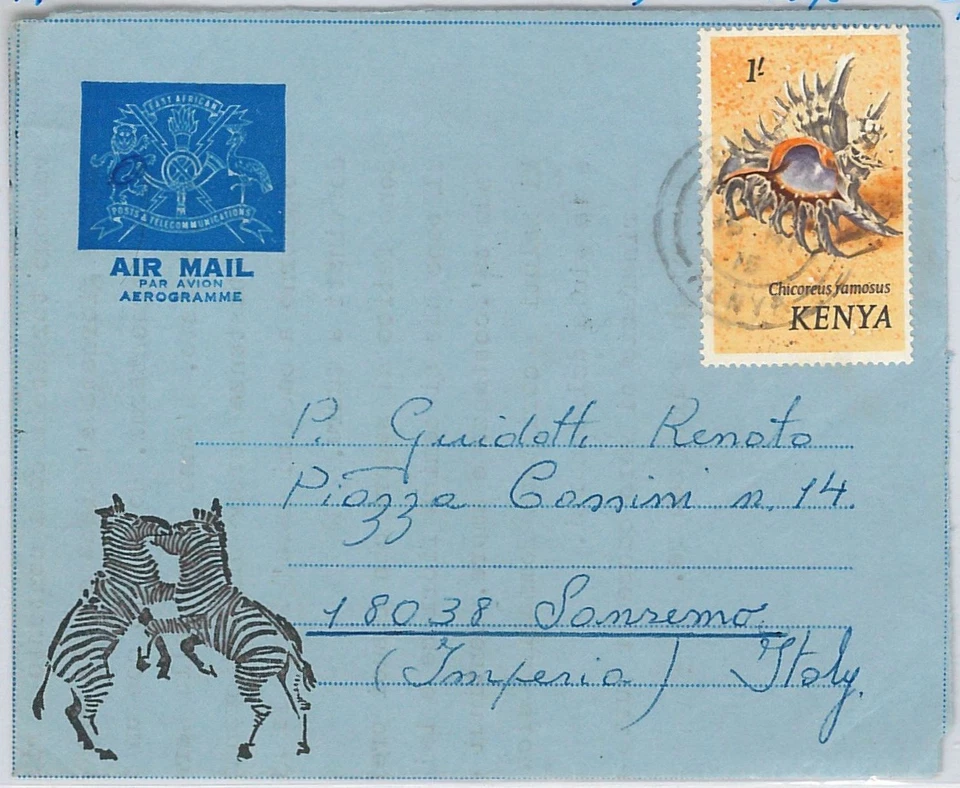 EAST AFRICAN
POSTS & TELECOMMUNICATIONS
AIR MAIL
PAR AVION
AEROGRAMME
1/
Chicoreus ramosus
KENYA
KENYA
P. Guidotti Renato
Piazza Cassini n. 14.
18038 Sanremo
(Imperia) Italy.